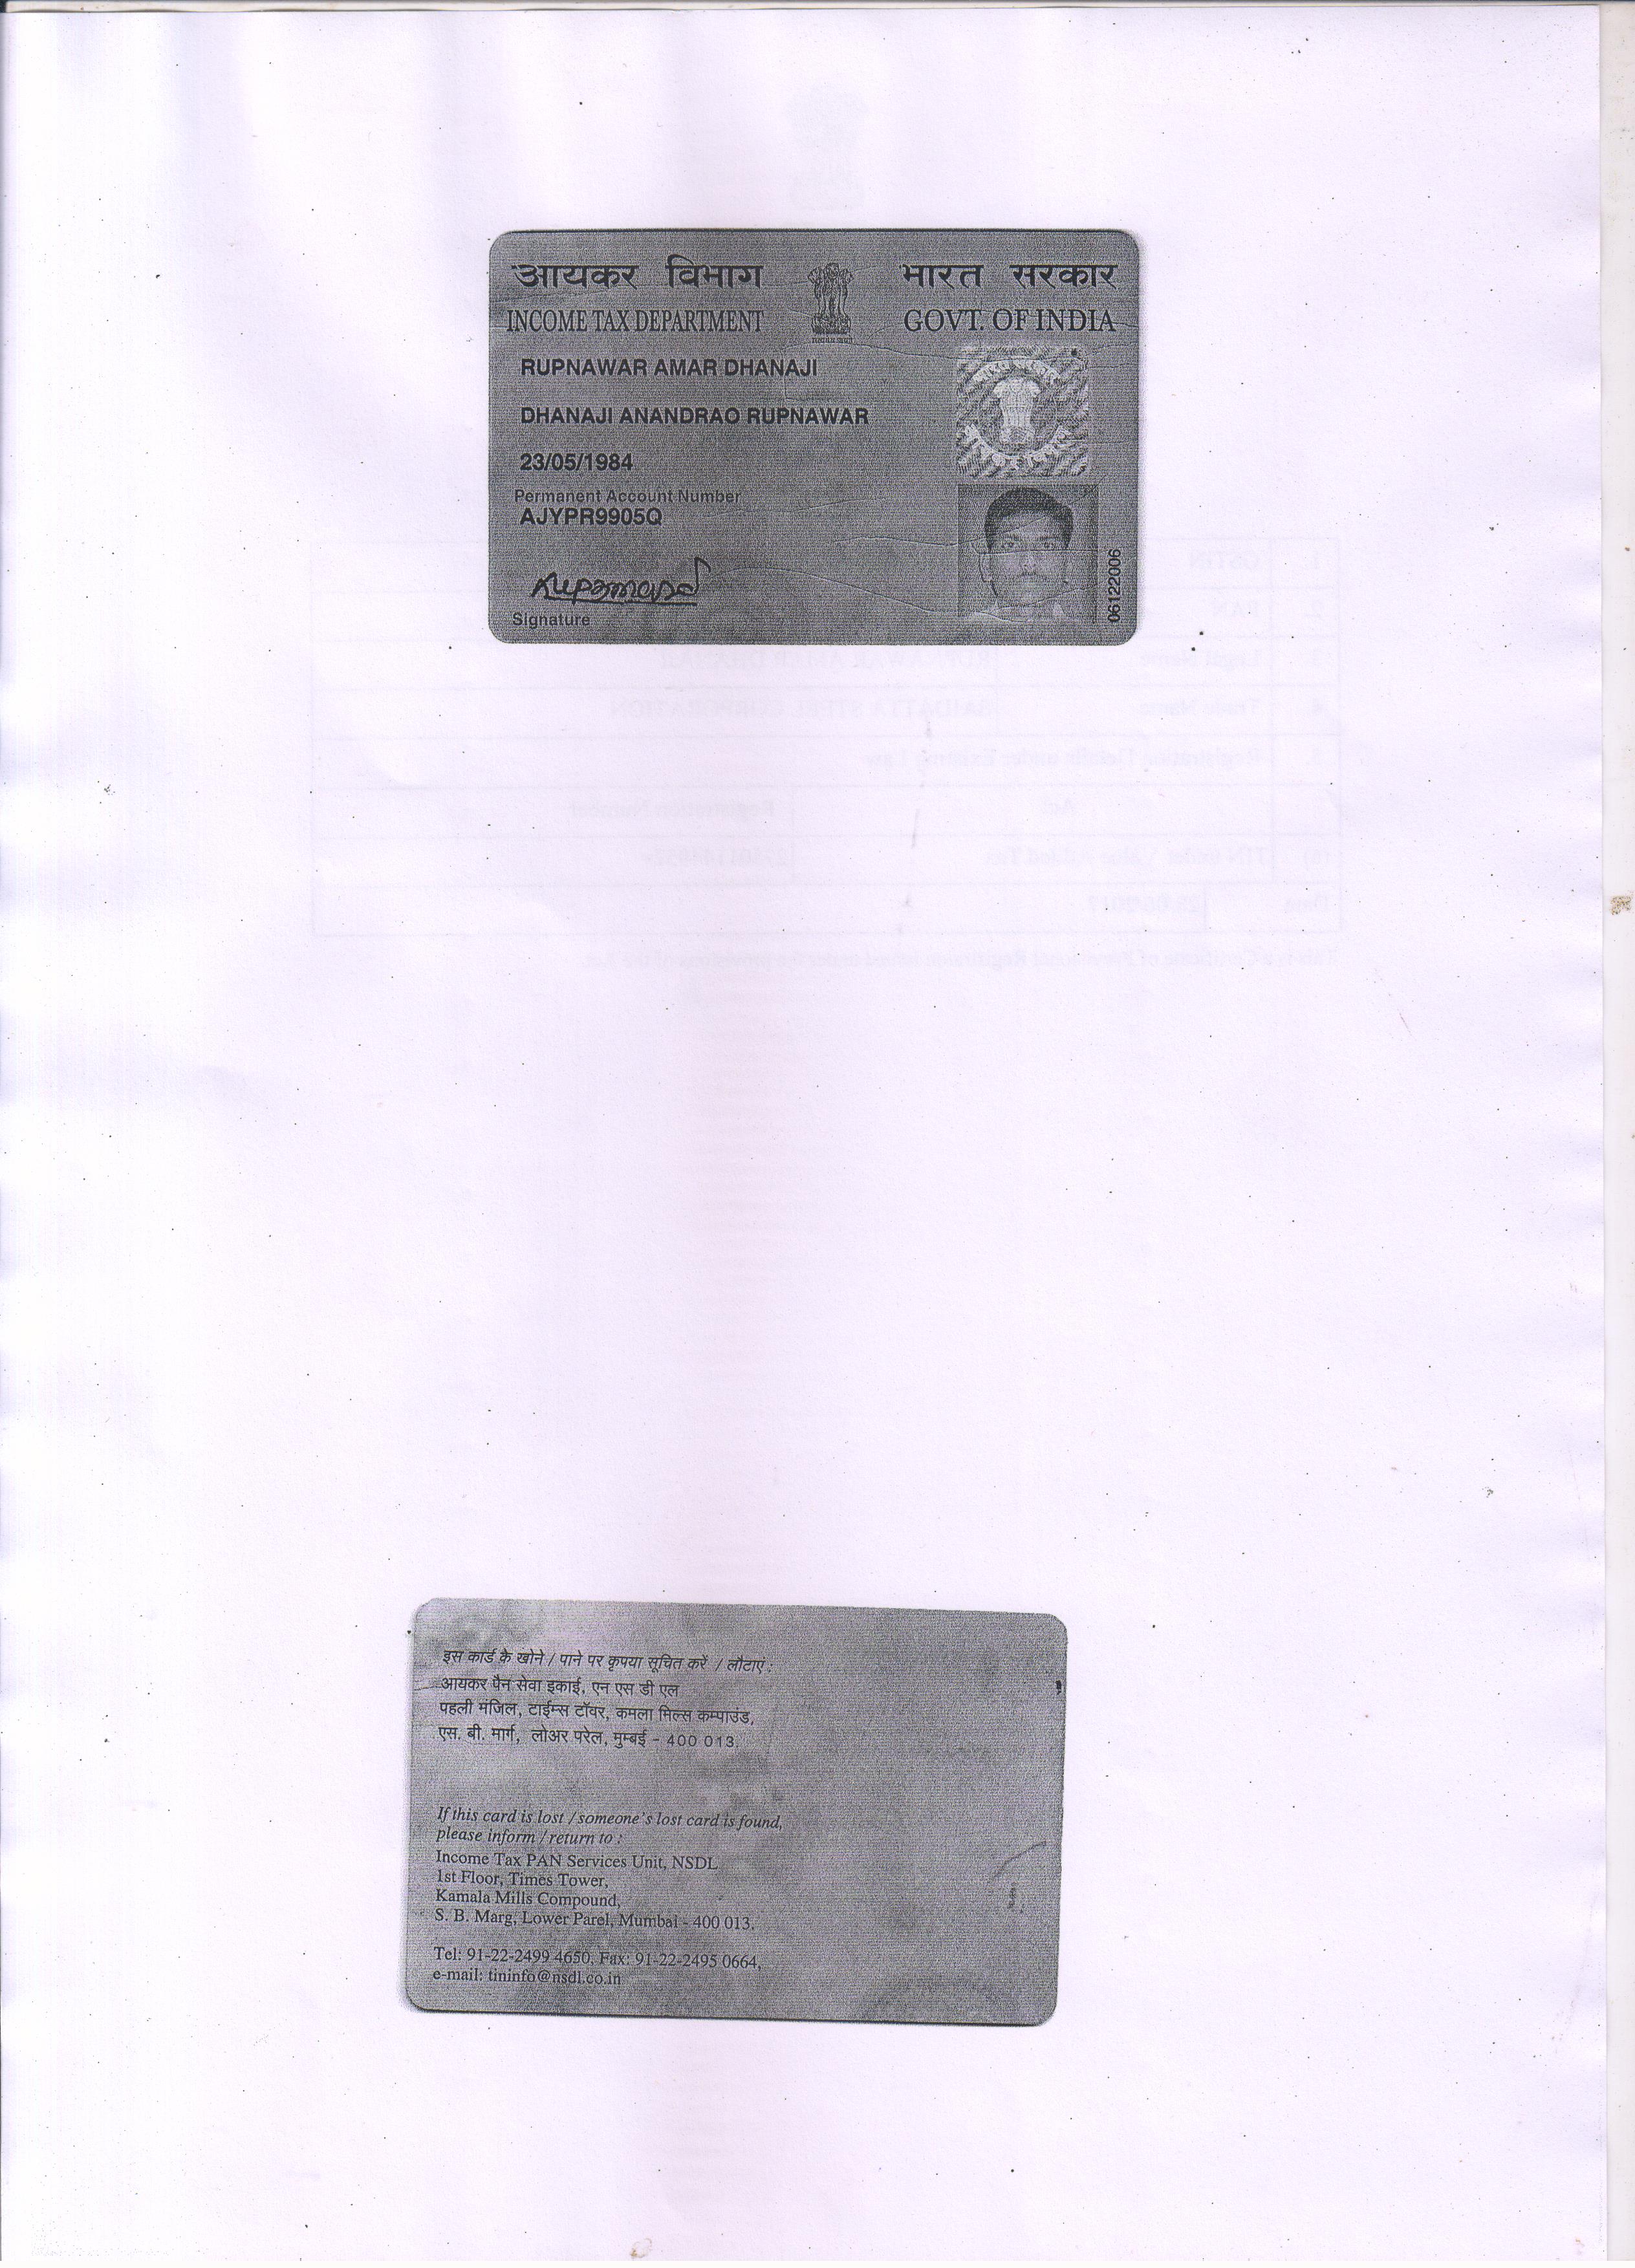 आयकर विभाग
भारत सरकार
INCOME TAX DEPARTMENT
GOVT. OF INDIA
RUPNAWAR AMAR DHANAJI
DHANAJI ANANDRAO RUPNAWAR
23/05/1984
Permanent Account Number
AJYPR9905Q
Signature
06122006
इस कार्ड के खोने / पाने पर कृपया सूचित करें / लौटाएं :
आयकर पैन सेवा इकाई, एन एस डी एल
पहली मंजिल, टाईम्स टॉवर, कमला मिल्स कम्पाउंड,
एस. बी. मार्ग, लोअर परेल, मुम्बई - 400 013.
If this card is lost / someone's lost card is found,
please inform / return to :
Income Tax PAN Services Unit, NSDL
1st Floor, Times Tower,
Kamala Mills Compound,
S. B. Marg, Lower Parel, Mumbai - 400 013.
Tel: 91-22-2499 4650, Fax: 91-22-2495 0664,
e-mail: tininfo@nsdl.co.in